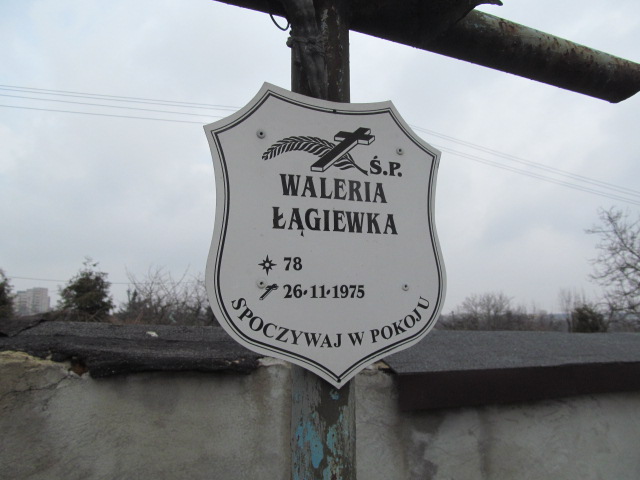 Ś.P.
WALERIA
ŁĄGIEWKA
78
26-11-1975
SPOCZYWAJ W POKOJU